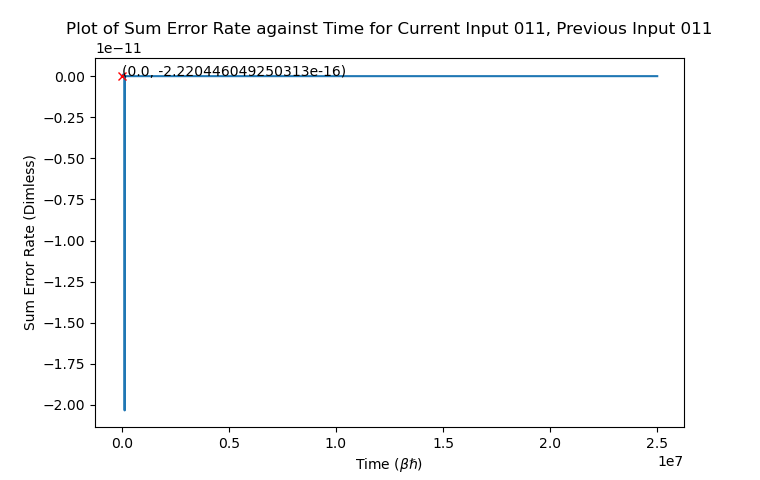 Plot of Sum Error Rate against Time for Current Input 011, Previous Input 011
1e−11
(0.0, -2.220446049250313e-16)
0.00
−0.25
−0.50
−0.75
−1.00
−1.25
−1.50
−1.75
−2.00
Sum Error Rate (Dimless)
0.0 0.5 1.0 1.5 2.0 2.5
1e7
Time (βℏ)